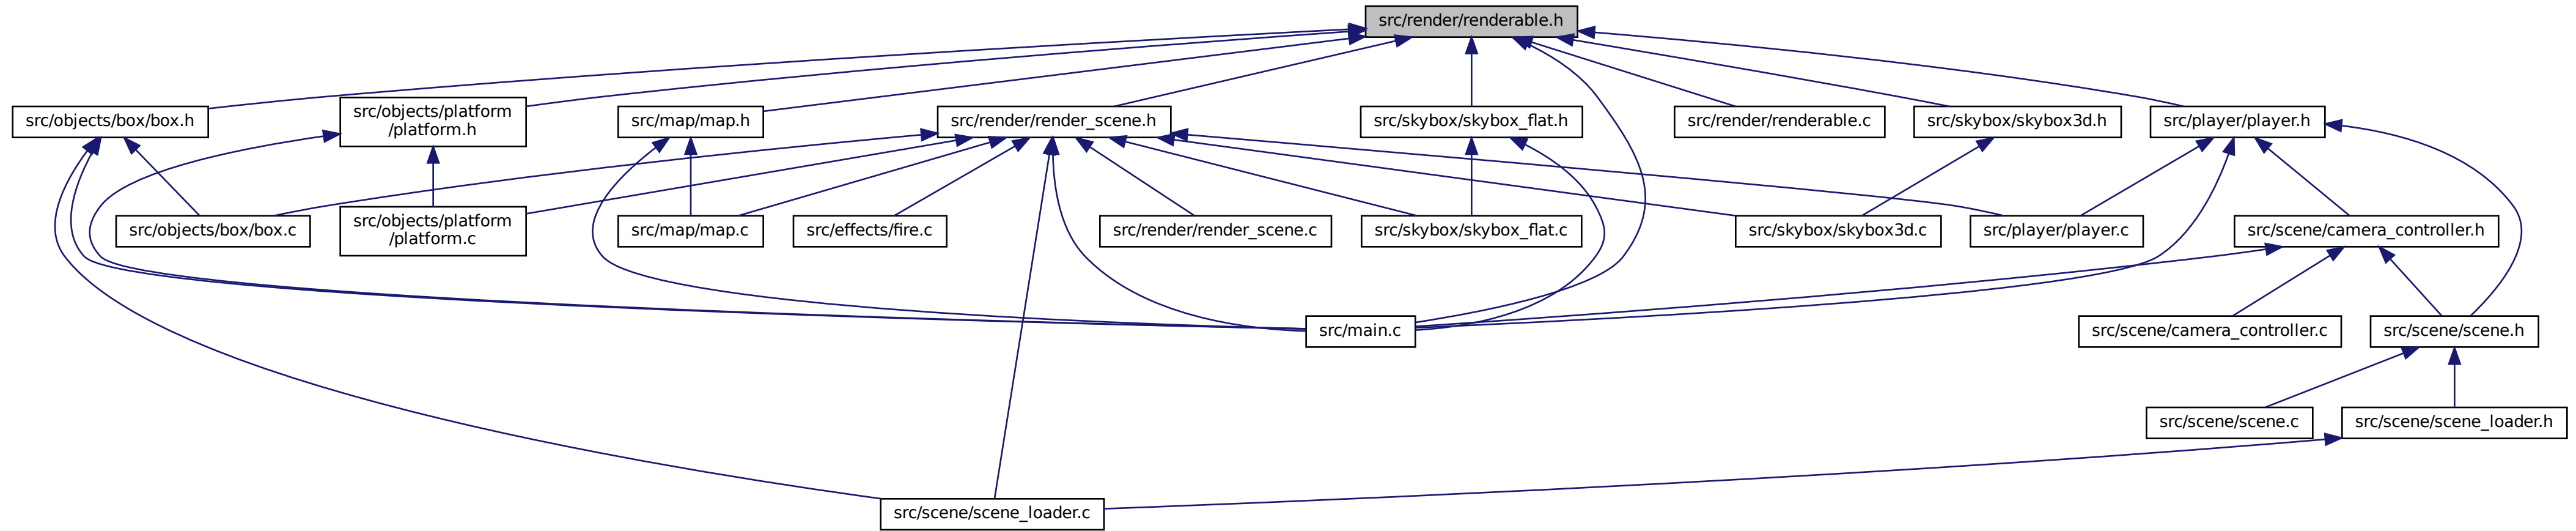 src/render/renderable.h
src/objects/box/box.h
src/objects/platform
/platform.h
src/map/map.h
src/render/render_scene.h
src/skybox/skybox_flat.h
src/render/renderable.c
src/skybox/skybox3d.h
src/player/player.h
src/objects/box/box.c
src/objects/platform
/platform.c
src/map/map.c
src/effects/fire.c
src/render/render_scene.c
src/skybox/skybox_flat.c
src/skybox/skybox3d.c
src/player/player.c
src/scene/camera_controller.h
src/main.c
src/scene/camera_controller.c
src/scene/scene.h
src/scene/scene.c
src/scene/scene_loader.h
src/scene/scene_loader.c